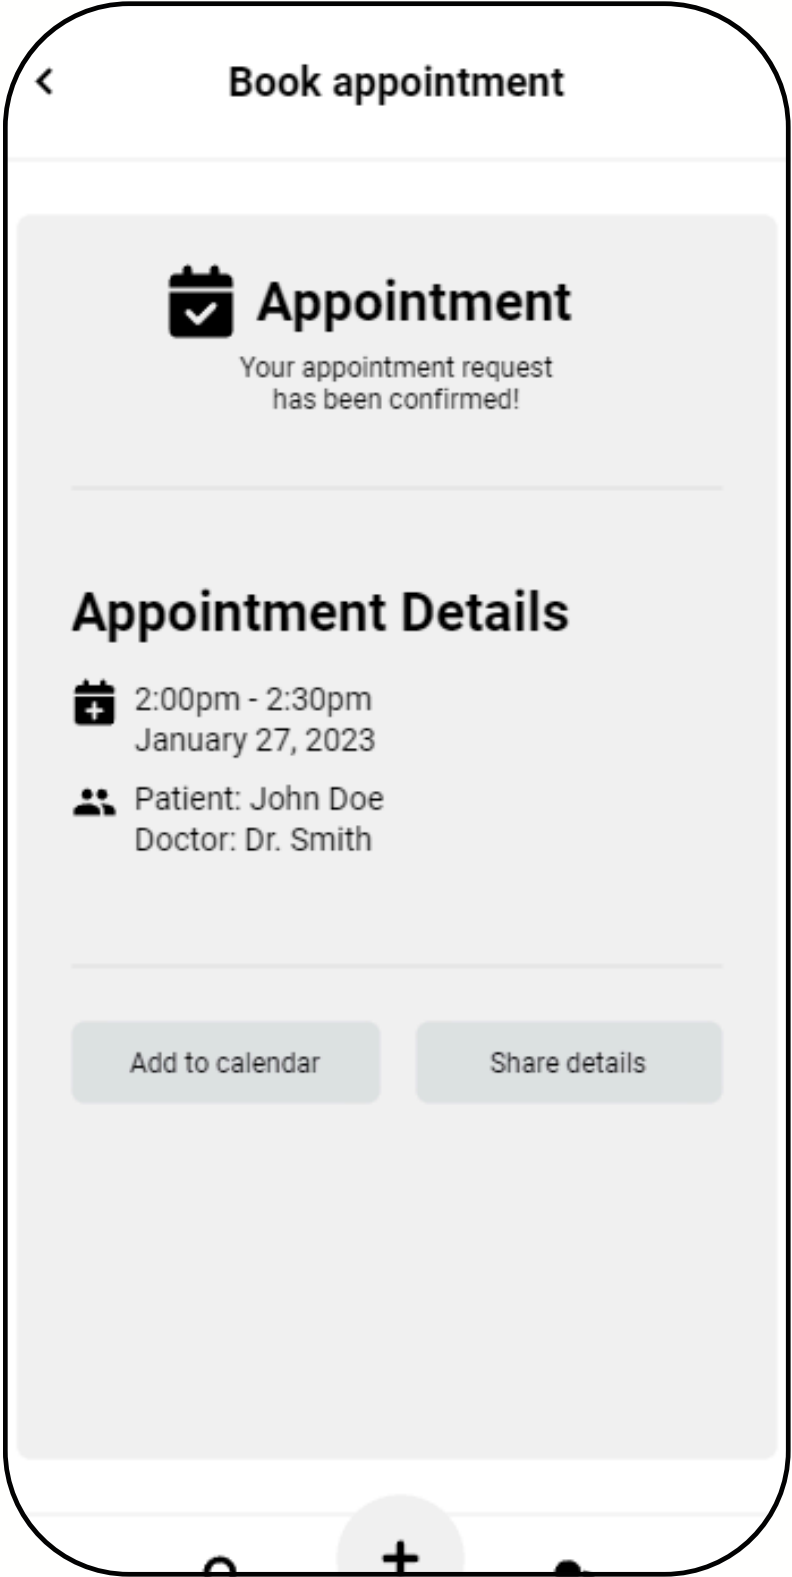 Book appointment
Appointment
Your appointment request
has been confirmed!
Appointment Details
2:00pm - 2:30pm
January 27, 2023
Patient: John Doe
Doctor: Dr. Smith
Add to calendar
Share details